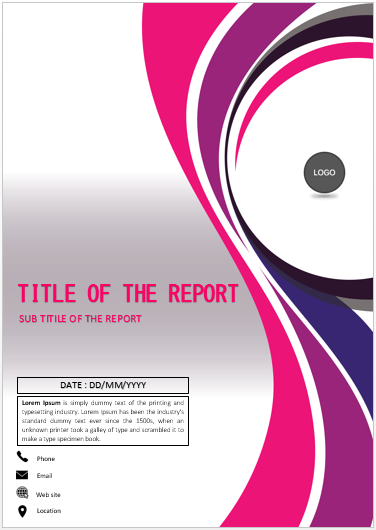 LOGO
TITLE OF THE REPORT
SUB TITILE OF THE REPORT
DATE : DD/MM/YYYY
Lorem Ipsum is simply dummy text of the printing and
typesetting industry. Lorem Ipsum has been the industry's
standard dummy text ever since the 1500s, when an
unknown printer took a galley of type and scrambled it to
make a type specimen book.
Phone
Email
Web site
Location